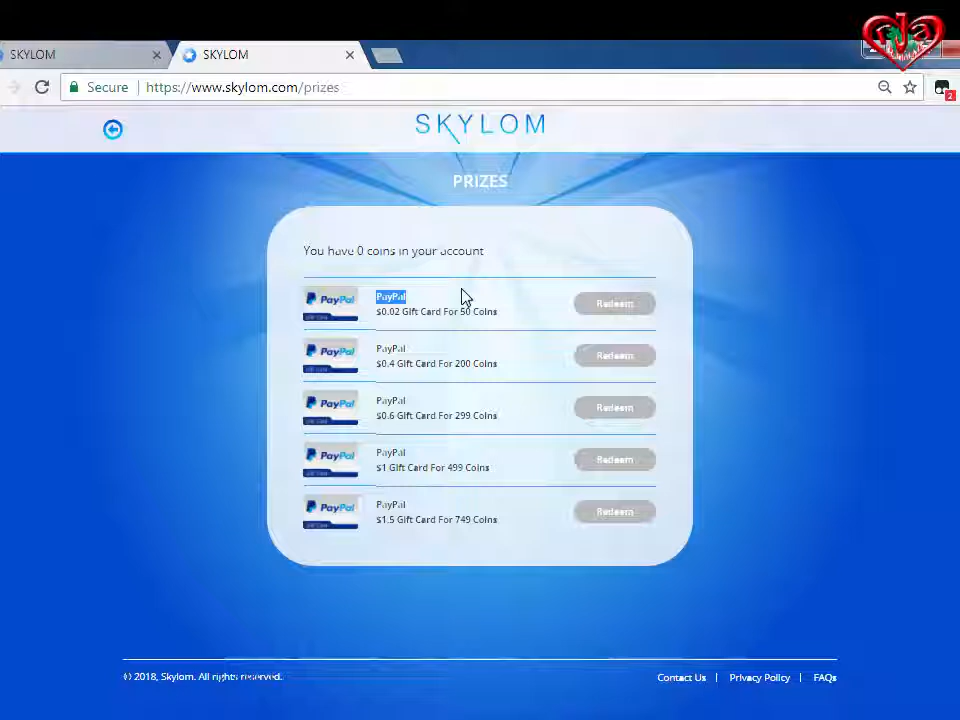 SKYLOM
SKYLOM
Secure
https://www.skylom.com/prizes
2
SKYLOM
PRIZES
You have 0 coins in your account
PayPal
PayPal
$0.02 Gift Card For 50 Coins
Redeem
PayPal
PayPal
$0.4 Gift Card For 200 Coins
Redeem
PayPal
PayPal
$0.6 Gift Card For 299 Coins
Redeem
PayPal
PayPal
$1 Gift Card For 499 Coins
Redeem
PayPal
PayPal
$1.5 Gift Card For 749 Coins
Redeem
© 2018, Skylom. All rights reserved.
Contact Us | Privacy Policy | FAQs